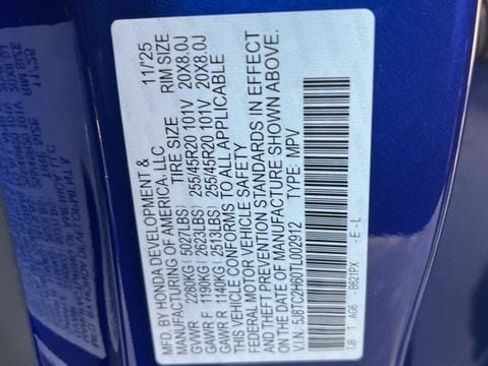 MFD. BY HONDA DEVELOPMENT & 11/25
MANUFACTURING OF AMERICA, LLC
TIRE SIZE RIM SIZE
GVWR 2280KG ( 5027LBS) 255/45R20 101V 20X8.0J
GAWR F 1190KG ( 2623LBS) 255/45R20 101V 20X8.0J
GAWR R 1140KG ( 2513LBS)
THIS VEHICLE CONFORMS TO ALL APPLICABLE
FEDERAL MOTOR VEHICLE SAFETY
AND THEFT PREVENTION STANDARDS IN EFFECT
ON THE DATE OF MANUFACTURE SHOWN ABOVE.
V.I.N: 5J8TC2H60TL002912 TYPE: MPV
TJB T AG6 B621PX - E - L